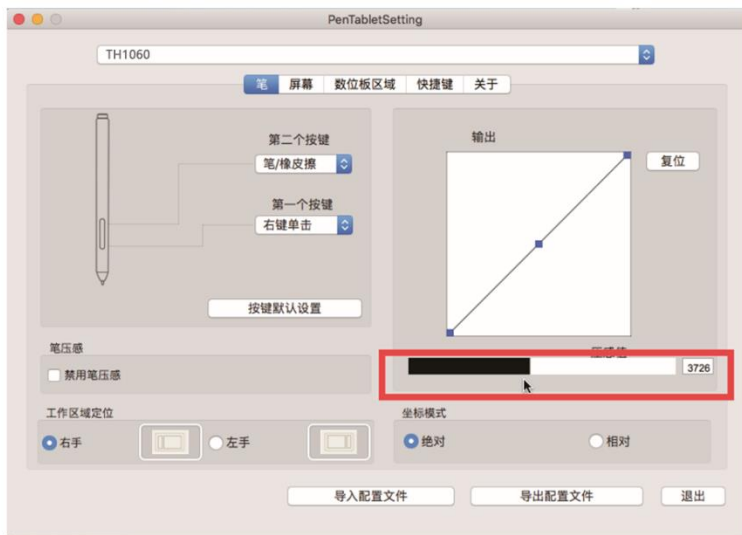 PenTabletSetting
TH1060
笔 屏幕 数位板区域 快捷键 关于
第二个按键
笔/橡皮擦
第一个按键
右键单击
按键默认设置
输出
复位
笔压感
禁用笔压感
3726
工作区域定位
右手 左手
坐标模式
绝对 相对
导入配置文件 导出配置文件 退出